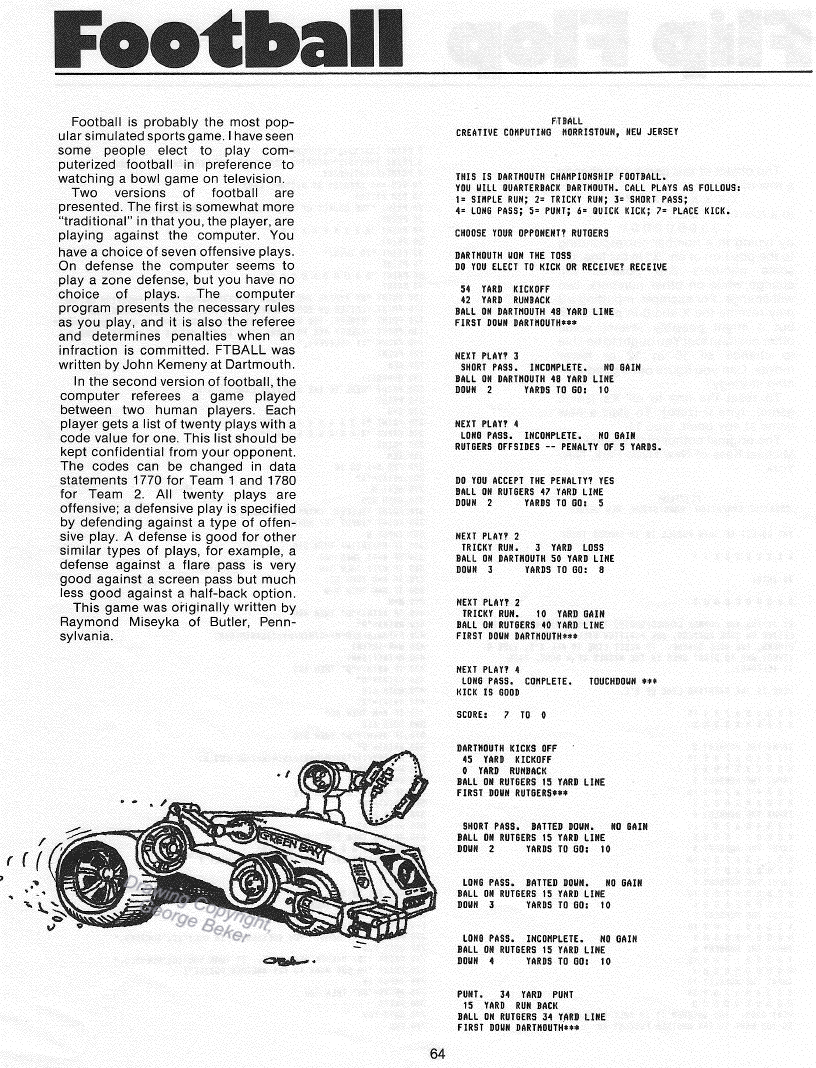 Football
Football is probably the most pop-
ular simulated sports game. I have seen
some people elect to play com-
puterized football in preference to
watching a bowl game on television.
Two versions of football are
presented. The first is somewhat more
"traditional" in that you, the player, are
playing against the computer. You
have a choice of seven offensive plays.
On defense the computer seems to
play a zone defense, but you have no
choice of plays. The computer
program presents the necessary rules
as you play, and it is also the referee
and determines penalties when an
infraction is committed. FTBALL was
written by John Kemeny at Dartmouth.
In the second version of football, the
computer referees a game played
between two human players. Each
player gets a list of twenty plays with a
code value for one. This list should be
kept confidential from your opponent.
The codes can be changed in data
statements 1770 for Team 1 and 1780
for Team 2. All twenty plays are
offensive; a defensive play is specified
by defending against a type of offen-
sive play. A defense is good for other
similar types of plays, for example, a
defense against a flare pass is very
good against a screen pass but much
less good against a half-back option.
This game was originally written by
Raymond Miseyka of Butler, Penn-
sylvania.
GREEN BAY
Drawing Copyright,
George Beker
FTBALL
CREATIVE COMPUTING MORRISTOWN, NEW JERSEY
THIS IS DARTMOUTH CHAMPIONSHIP FOOTBALL.
YOU WILL QUARTERBACK DARTMOUTH. CALL PLAYS AS FOLLOWS:
1= SIMPLE RUN; 2= TRICKY RUN; 3= SHORT PASS;
4= LONG PASS; 5= PUNT; 6= QUICK KICK; 7= PLACE KICK.
CHOOSE YOUR OPPONENT? RUTGERS
DARTMOUTH WON THE TOSS
DO YOU ELECT TO KICK OR RECEIVE? RECEIVE
54 YARD KICKOFF
42 YARD RUNBACK
BALL ON DARTMOUTH 48 YARD LINE
FIRST DOWN DARTMOUTH***
NEXT PLAY? 3
SHORT PASS. INCOMPLETE. NO GAIN
BALL ON DARTMOUTH 48 YARD LINE
DOWN 2 YARDS TO GO: 10
NEXT PLAY? 4
LONG PASS. INCOMPLETE. NO GAIN
RUTGERS OFFSIDES -- PENALTY OF 5 YARDS.
DO YOU ACCEPT THE PENALTY? YES
BALL ON RUTGERS 47 YARD LINE
DOWN 2 YARDS TO GO: 5
NEXT PLAY? 2
TRICKY RUN. 3 YARD LOSS
BALL ON DARTMOUTH 50 YARD LINE
DOWN 3 YARDS TO GO: 8
NEXT PLAY? 2
TRICKY RUN. 10 YARD GAIN
BALL ON RUTGERS 40 YARD LINE
FIRST DOWN DARTMOUTH***
NEXT PLAY? 4
LONG PASS. COMPLETE. TOUCHDOWN ***
KICK IS GOOD
SCORE: 7 TO 0
DARTMOUTH KICKS OFF
45 YARD KICKOFF
0 YARD RUNBACK
BALL ON RUTGERS 15 YARD LINE
FIRST DOWN RUTGERS***
SHORT PASS. BATTED DOWN. NO GAIN
BALL ON RUTGERS 15 YARD LINE
DOWN 2 YARDS TO GO: 10
LONG PASS. BATTED DOWN. NO GAIN
BALL ON RUTGERS 15 YARD LINE
DOWN 3 YARDS TO GO: 10
LONG PASS. INCOMPLETE. NO GAIN
BALL ON RUTGERS 15 YARD LINE
DOWN 4 YARDS TO GO: 10
PUNT. 34 YARD PUNT
15 YARD RUN BACK
BALL ON RUTGERS 34 YARD LINE
FIRST DOWN DARTMOUTH***
64